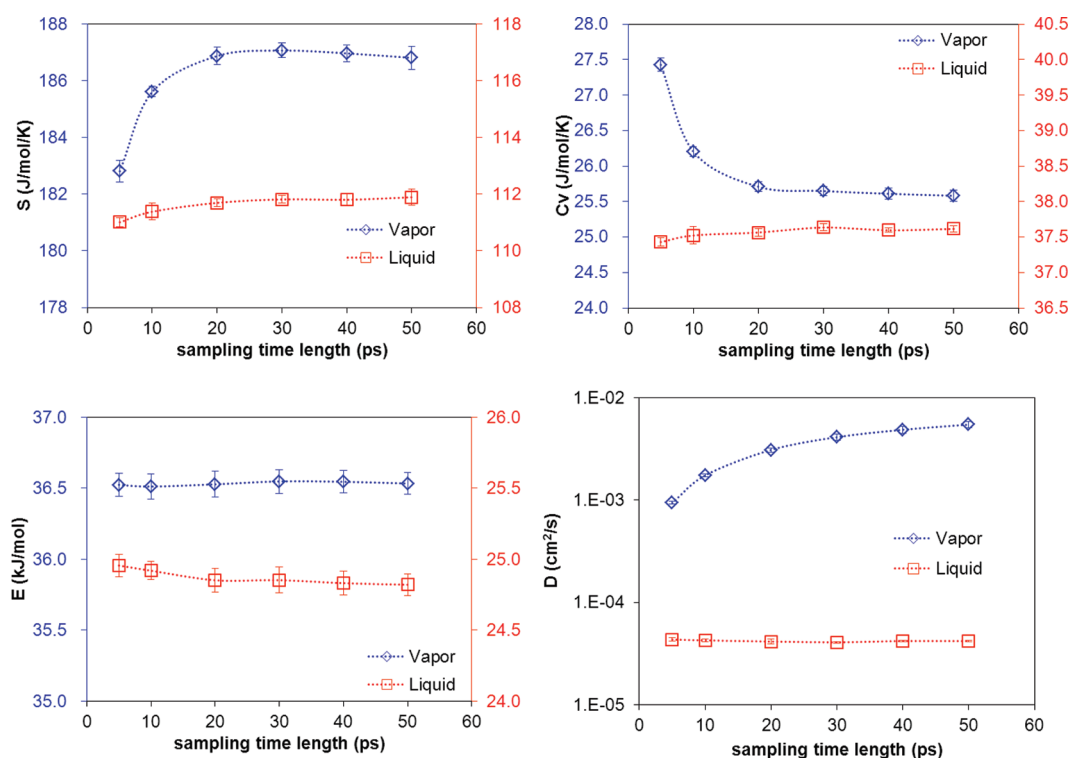 S (J/mol/K)
188
186
184
182
180
178
120
118
116
114
112
110
108
Vapor
Liquid
0 10 20 30 40 50 60
sampling time length (ps)
Cv (J/mol/K)
28.0
27.5
27.0
26.5
26.0
25.5
25.0
24.5
24.0
40.5
40.0
39.5
39.0
38.5
38.0
37.5
37.0
36.5
Vapor
Liquid
0 10 20 30 40 50 60
sampling time length (ps)
E (kJ/mol)
37.0
36.5
36.0
35.5
35.0
26.0
25.5
25.0
24.5
24.0
Vapor
Liquid
0 10 20 30 40 50 60
sampling time length (ps)
D (cm²/s)
1.E-02
1.E-03
1.E-04
1.E-05
Vapor
Liquid
0 10 20 30 40 50 60
sampling time length (ps)